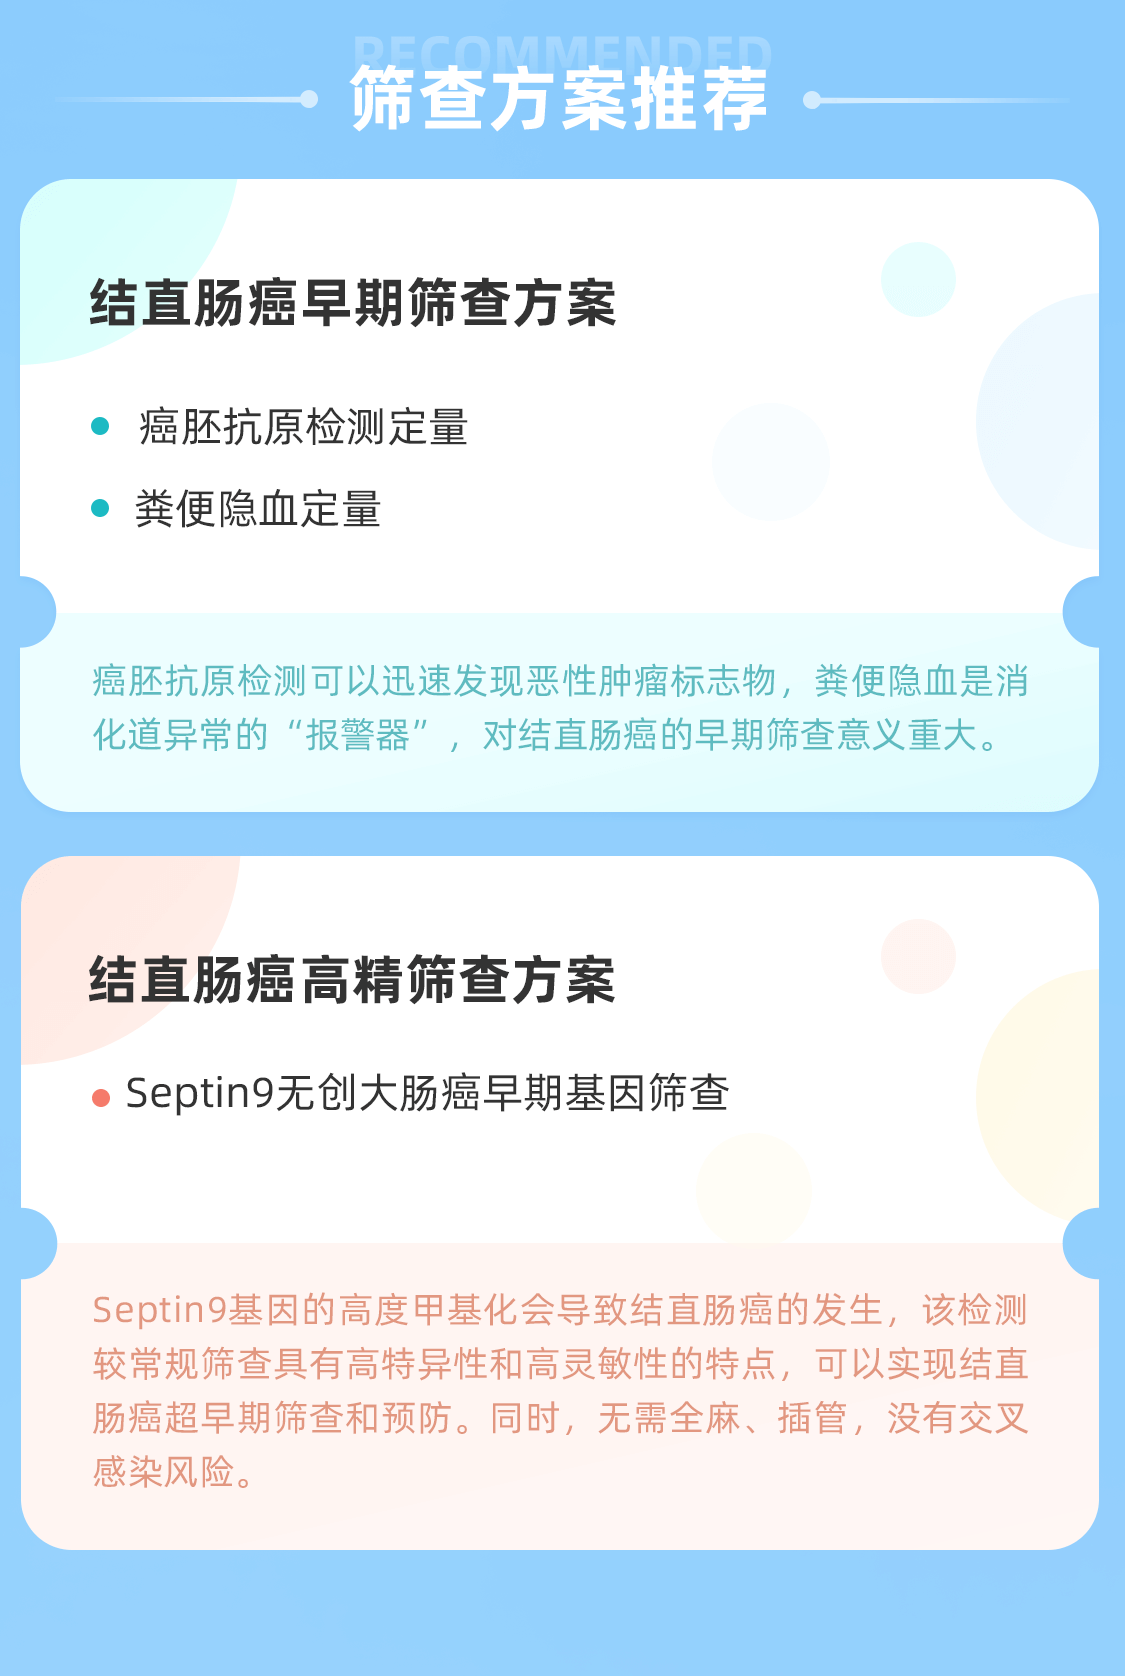 RECOMMENDED
筛查方案推荐
结直肠癌早期筛查方案
癌胚抗原检测定量
粪便隐血定量
癌胚抗原检测可以迅速发现恶性肿瘤标志物，粪便隐血是消
化道异常的“报警器”，对结直肠癌的早期筛查意义重大。
结直肠癌高精筛查方案
Septin9无创大肠癌早期基因筛查
Septin9基因的高度甲基化会导致结直肠癌的发生，该检测
较常规筛查具有高特异性和高灵敏性的特点，可以实现结直
肠癌超早期筛查和预防。同时，无需全麻、插管，没有交叉
感染风险。